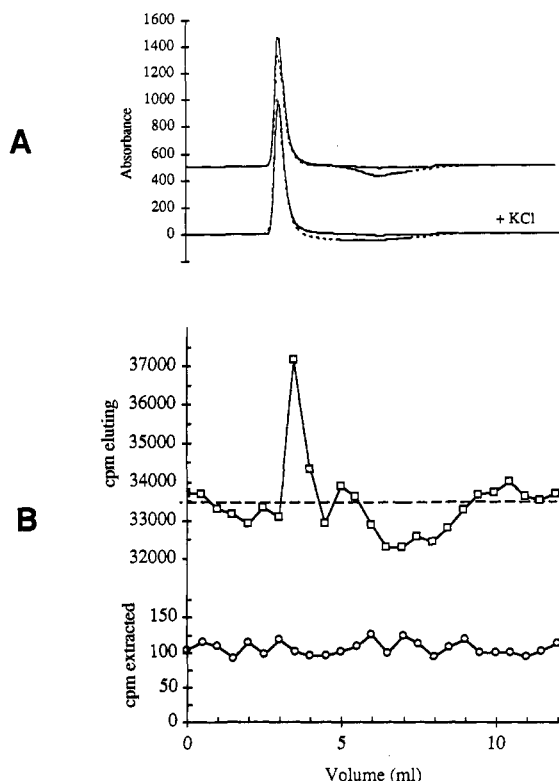 A
Absorbance
1600
1400
1200
1000
800
600
400
200
0
+ KCl
B
cpm eluting
37000
36000
35000
34000
33000
32000
cpm extracted
150
100
50
0
0 5 10
Volume (ml)